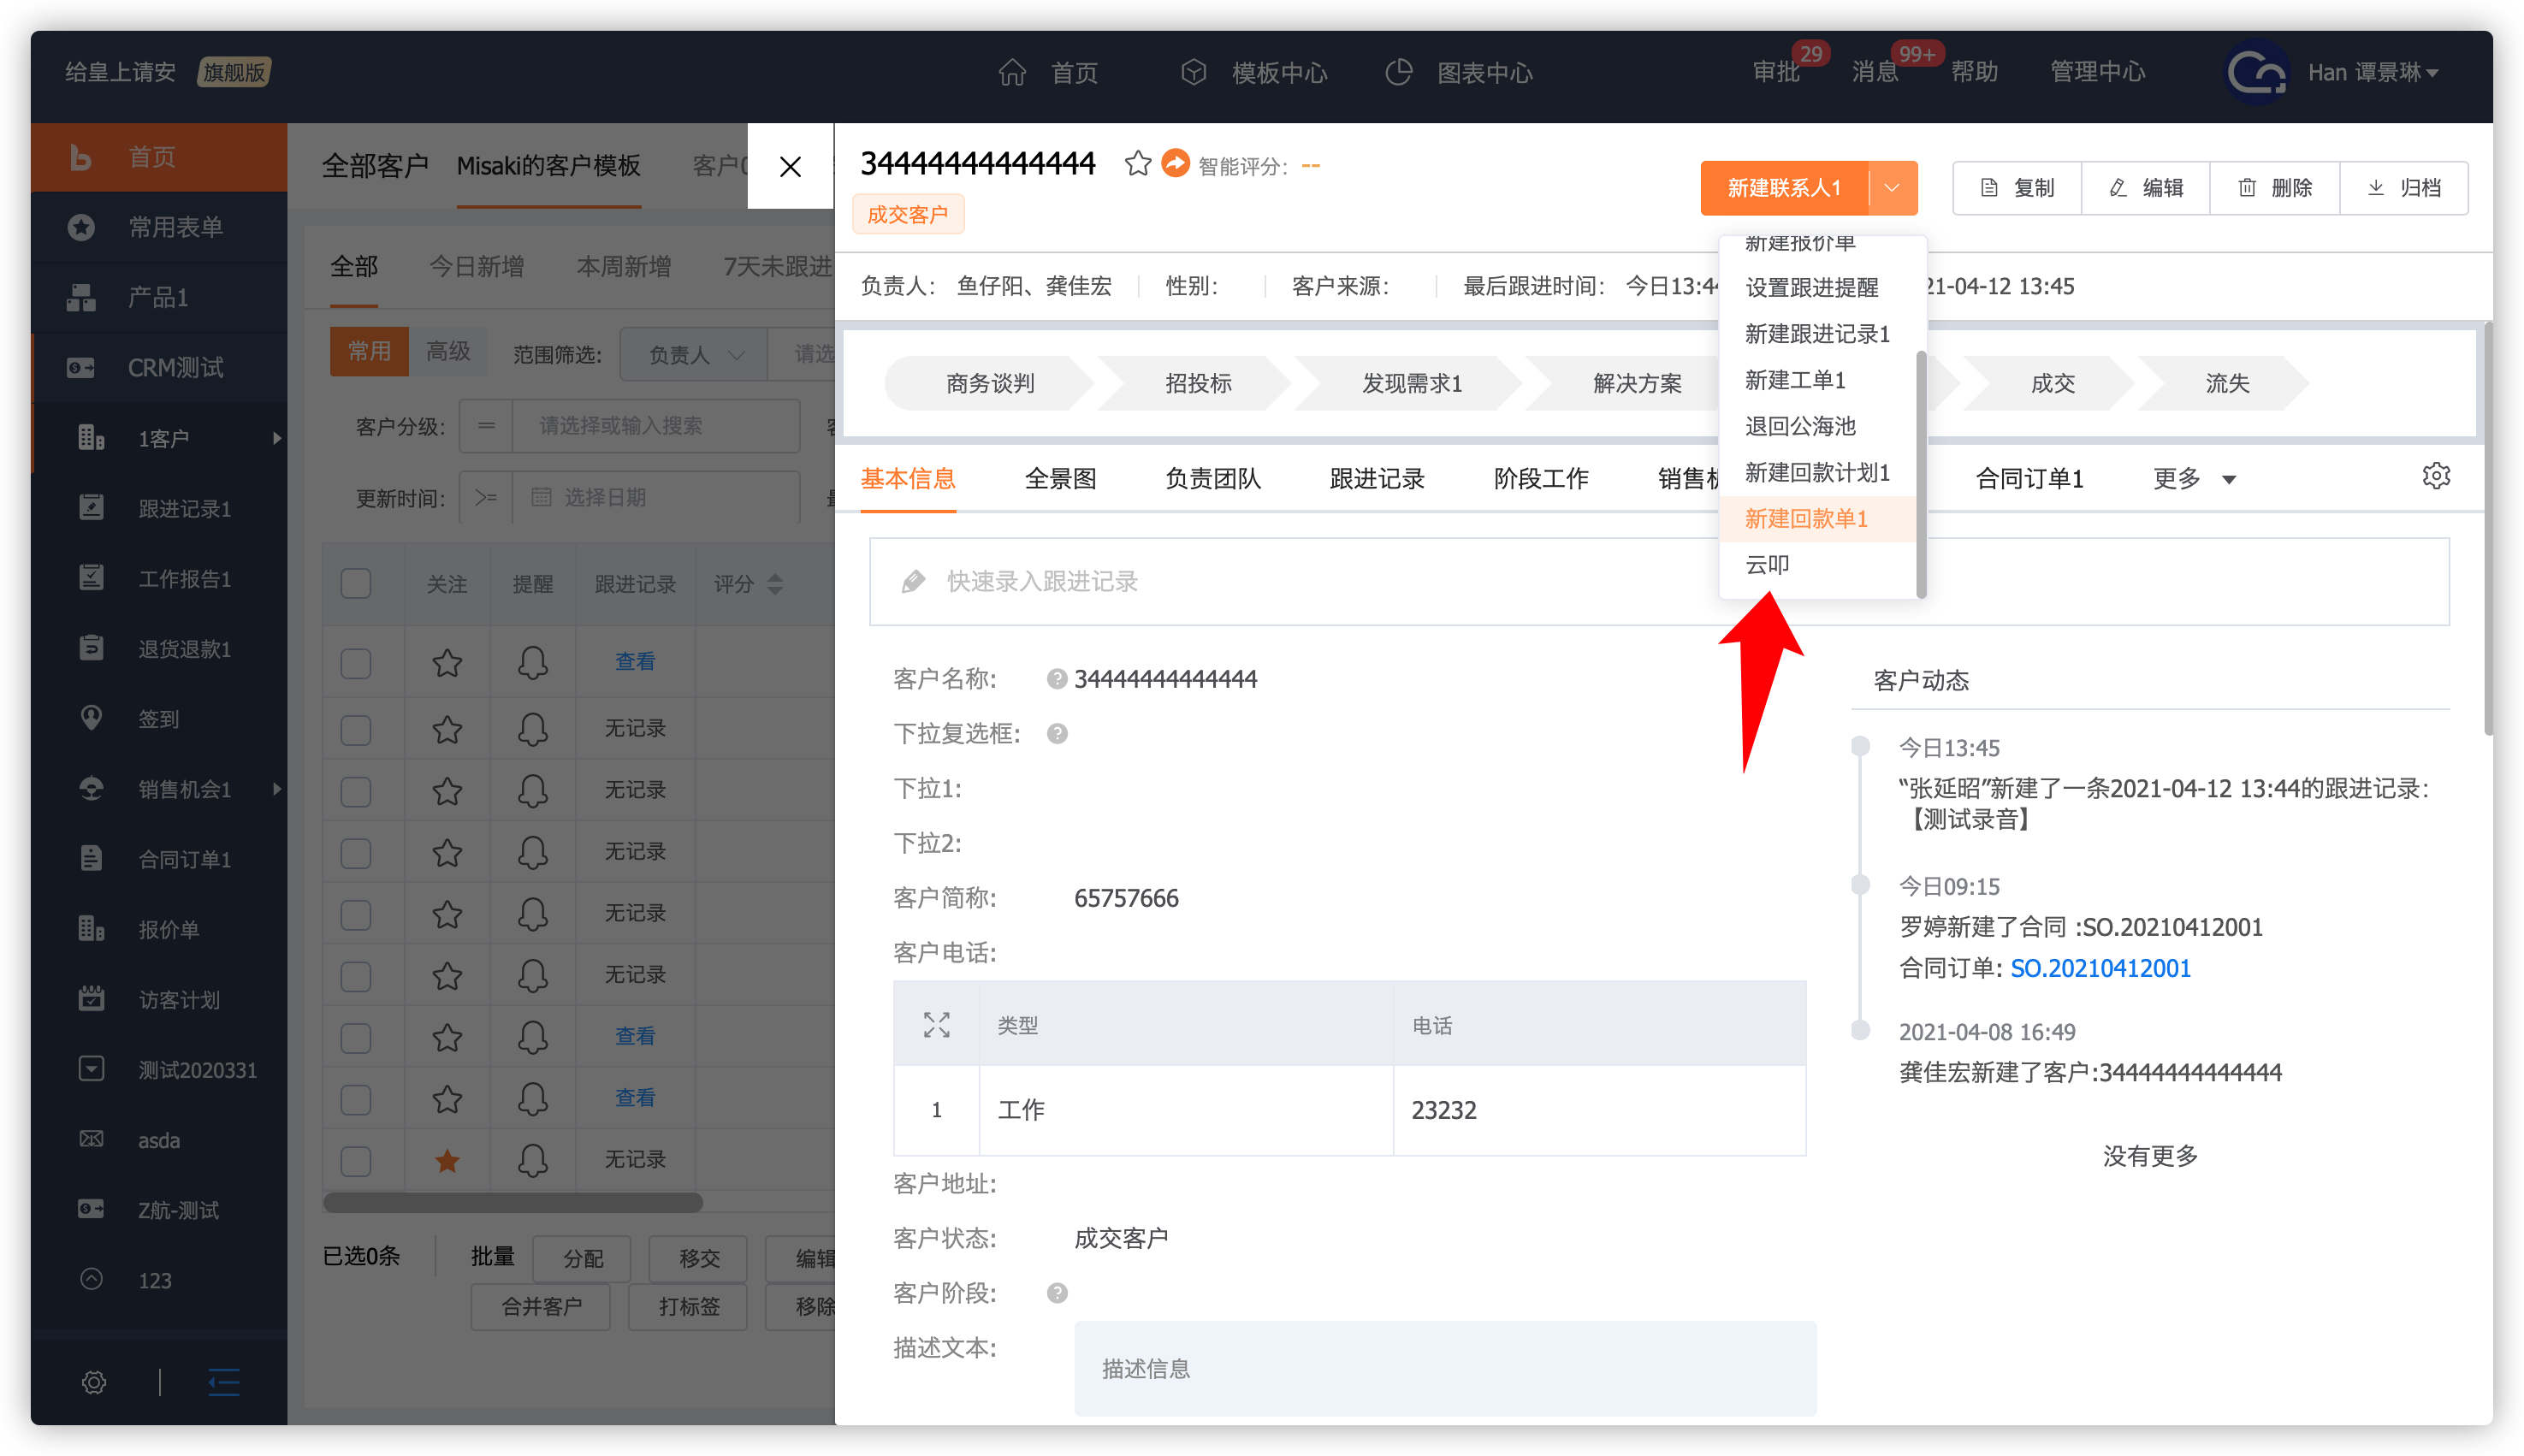 给皇上请安 旗舰版
首页 模板中心 图表中心
审批 29 消息 99+ 帮助 管理中心 Han 谭景琳
首页
常用表单
产品1
CRM测试
1客户
跟进记录1
工作报告1
退货退款1
签到
销售机会1
合同订单1
报价单
访客计划
测试2020331
asda
Z航-测试
123
全部客户 Misaki的客户模板 客户
全部 今日新增 本周新增 7天未跟进
常用 高级 范围筛选: 负责人 请选
客户分级: = 请选择或输入搜索
更新时间: >= 选择日期
关注 提醒 跟进记录 评分
查看
无记录
无记录
无记录
无记录
无记录
查看
查看
无记录
已选0条 批量 分配 移交 编辑
合并客户 打标签 移除
34444444444444 智能评分: --
成交客户
新建联系人1 复制 编辑 删除 归档
新建报价单
设置跟进提醒
新建跟进记录1
新建工单1
退回公海池
新建回款计划1
新建回款单1
云叩
负责人: 鱼仔阳、龚佳宏 性别: 客户来源: 最后跟进时间: 今日13:44 21-04-12 13:45
商务谈判 招投标 发现需求1 解决方案 成交 流失
基本信息 全景图 负责团队 跟进记录 阶段工作 销售机 合同订单1 更多
快速录入跟进记录
客户名称: 34444444444444
下拉复选框:
下拉1:
下拉2:
客户简称: 65757666
客户电话:
类型 电话
1 工作 23232
客户地址:
客户状态: 成交客户
客户阶段:
描述文本: 描述信息
客户动态
今日13:45
“张延昭”新建了一条2021-04-12 13:44的跟进记录:
【测试录音】
今日09:15
罗婷新建了合同 :SO.20210412001
合同订单: SO.20210412001
2021-04-08 16:49
龚佳宏新建了客户:34444444444444
没有更多